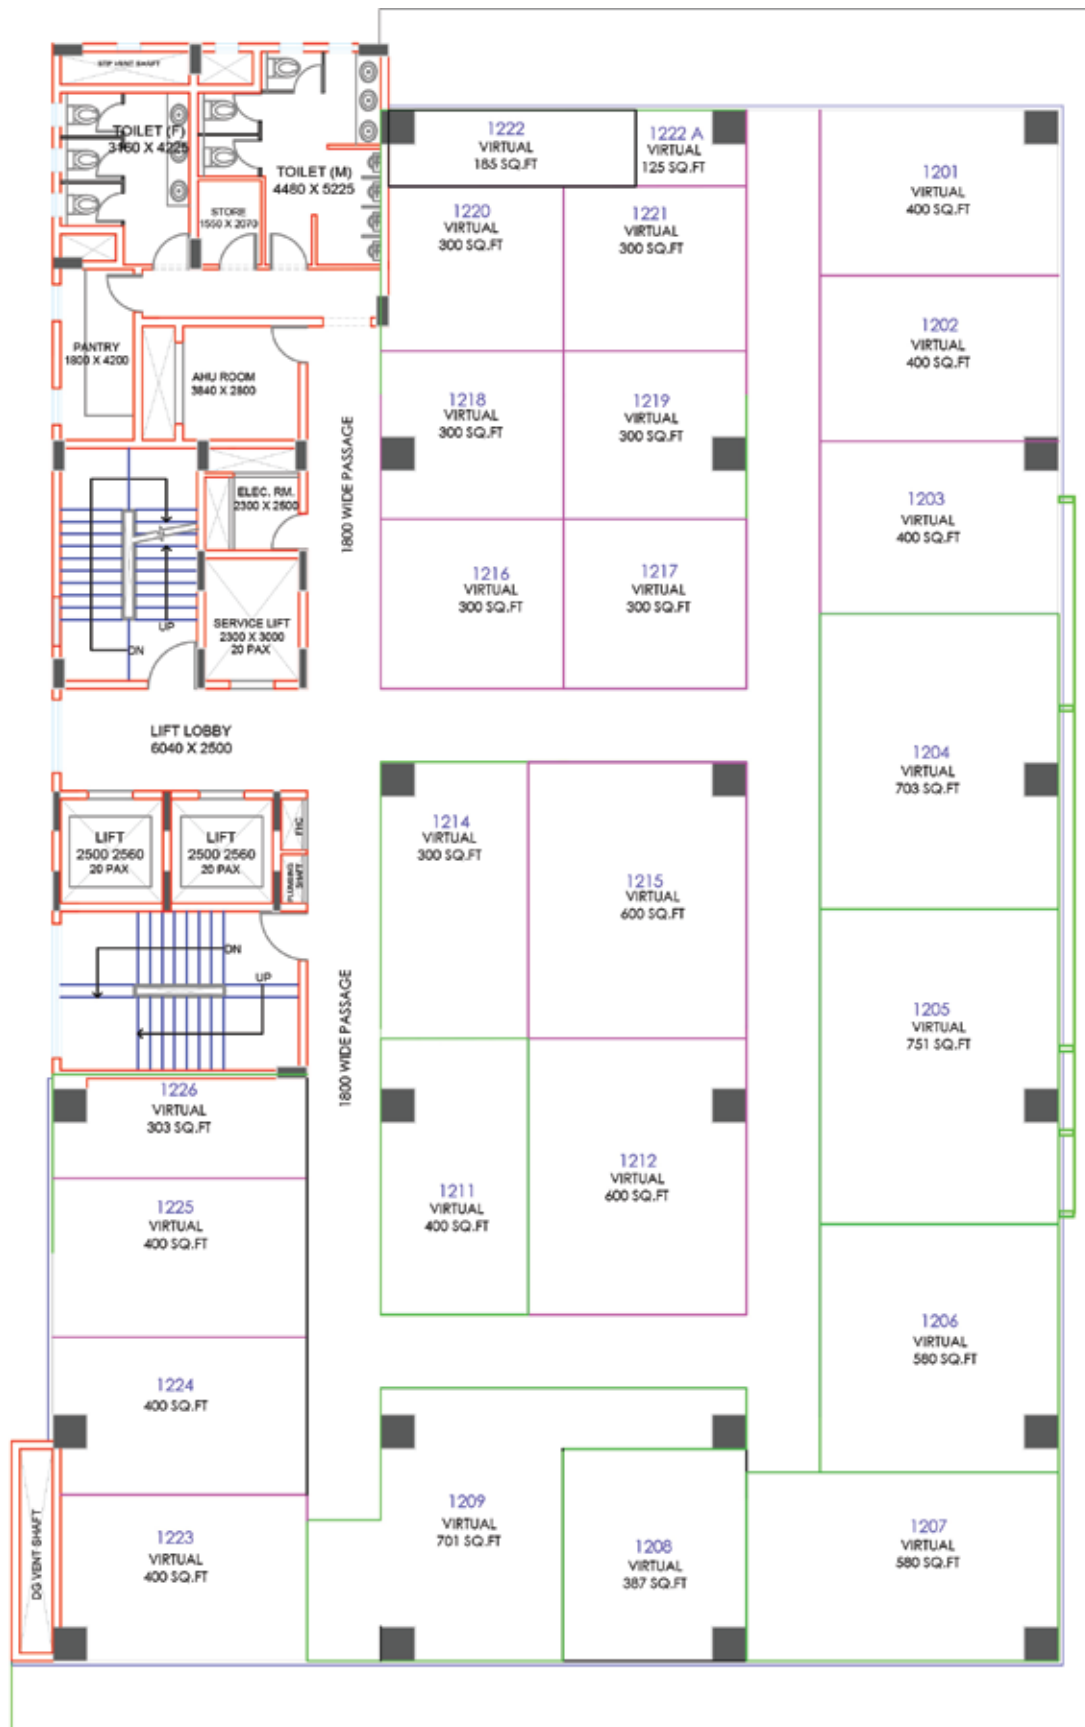 STP VENT SHAFT
TOILET (F)
3160 X 4225
TOILET (M)
4480 X 5225
STORE
1550 X 2070
PANTRY
1800 X 4200
AHU ROOM
3840 X 2800
ELEC. RM.
2300 X 2500
SERVICE LIFT
2300 X 3000
20 PAX
UP
DN
LIFT LOBBY
6040 X 2500
LIFT
2500 2560
20 PAX
LIFT
2500 2560
20 PAX
FHC
PLUMBING
SHAFT
DN
UP
1800 WIDE PASSAGE
1800 WIDE PASSAGE
1222
VIRTUAL
185 SQ.FT
1222 A
VIRTUAL
125 SQ.FT
1220
VIRTUAL
300 SQ.FT
1221
VIRTUAL
300 SQ.FT
1218
VIRTUAL
300 SQ.FT
1219
VIRTUAL
300 SQ.FT
1216
VIRTUAL
300 SQ.FT
1217
VIRTUAL
300 SQ.FT
1201
VIRTUAL
400 SQ.FT
1202
VIRTUAL
400 SQ.FT
1203
VIRTUAL
400 SQ.FT
1204
VIRTUAL
703 SQ.FT
1205
VIRTUAL
751 SQ.FT
1206
VIRTUAL
580 SQ.FT
1207
VIRTUAL
580 SQ.FT
1214
VIRTUAL
300 SQ.FT
1215
VIRTUAL
600 SQ.FT
1211
VIRTUAL
400 SQ.FT
1212
VIRTUAL
600 SQ.FT
1209
VIRTUAL
701 SQ.FT
1208
VIRTUAL
387 SQ.FT
1226
VIRTUAL
303 SQ.FT
1225
VIRTUAL
400 SQ.FT
1224
400 SQ.FT
1223
VIRTUAL
400 SQ.FT
DG VENT SHAFT